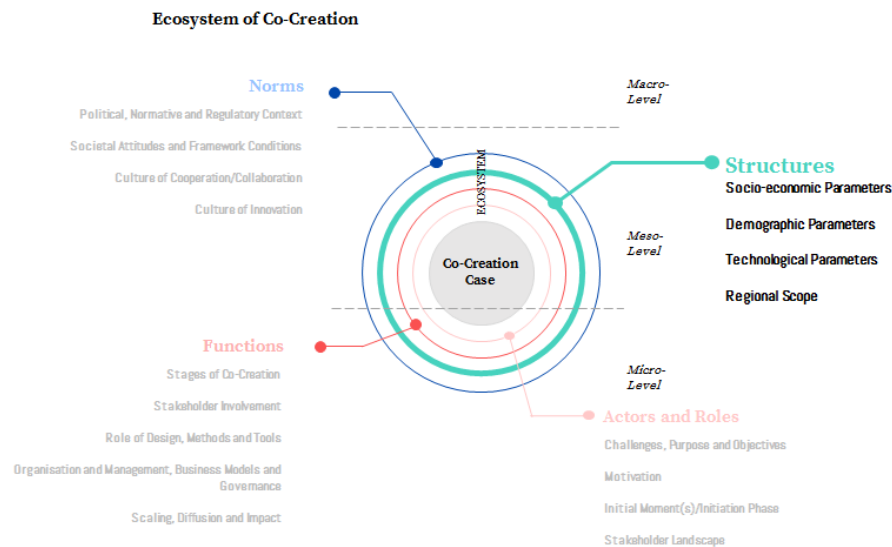 Ecosystem of Co-Creation
Norms
Political, Normative and Regulatory Context
Societal Attitudes and Framework Conditions
Culture of Cooperation/Collaboration
Culture of Innovation
Macro-
Level
ECOSYSTEM
Structures
Socio-economic Parameters
Demographic Parameters
Technological Parameters
Regional Scope
Meso-
Level
Co-Creation
Case
Functions
Stages of Co-Creation
Stakeholder Involvement
Role of Design, Methods and Tools
Organisation and Management, Business Models and
Governance
Scaling, Diffusion and Impact
Micro-
Level
Actors and Roles
Challenges, Purpose and Objectives
Motivation
Initial Moment(s)/Initiation Phase
Stakeholder Landscape